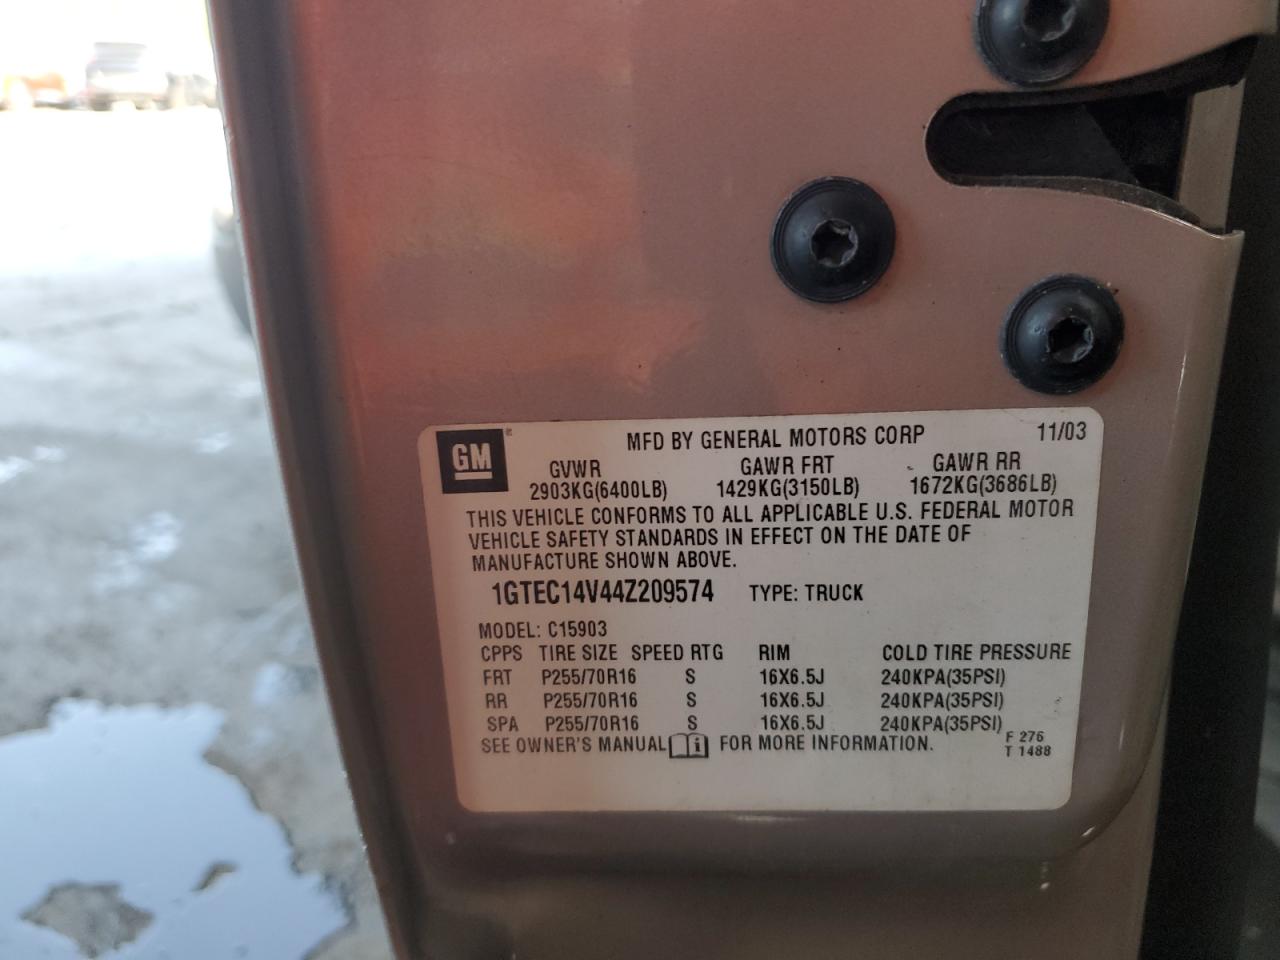 GM MFD BY GENERAL MOTORS CORP 11/03
GVWR GAWR FRT GAWR RR
2903KG(6400LB) 1429KG(3150LB) 1672KG(3686LB)
THIS VEHICLE CONFORMS TO ALL APPLICABLE U.S. FEDERAL MOTOR
VEHICLE SAFETY STANDARDS IN EFFECT ON THE DATE OF
MANUFACTURE SHOWN ABOVE.
1GTEC14V44Z209574 TYPE: TRUCK
MODEL: C15903
CPPS TIRE SIZE SPEED RTG RIM COLD TIRE PRESSURE
FRT P255/70R16 S 16X6.5J 240KPA(35PSI)
RR P255/70R16 S 16X6.5J 240KPA(35PSI)
SPA P255/70R16 S 16X6.5J 240KPA(35PSI)
SEE OWNER'S MANUAL i FOR MORE INFORMATION.
F 276
T 1488